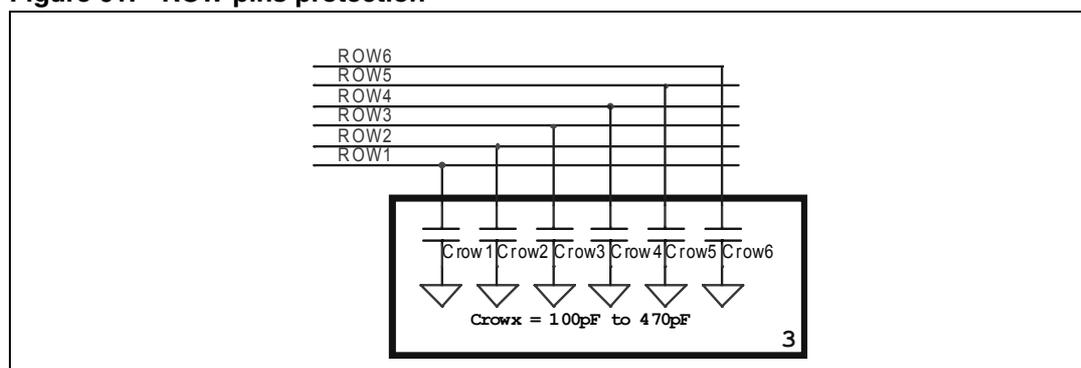 Figure ROW pins protection
ROW6
ROW5
ROW4
ROW3
ROW2
ROW1
Crow1 Crow2 Crow3 Crow4 Crow5 Crow6
Crowx = 100pF to 470pF
3